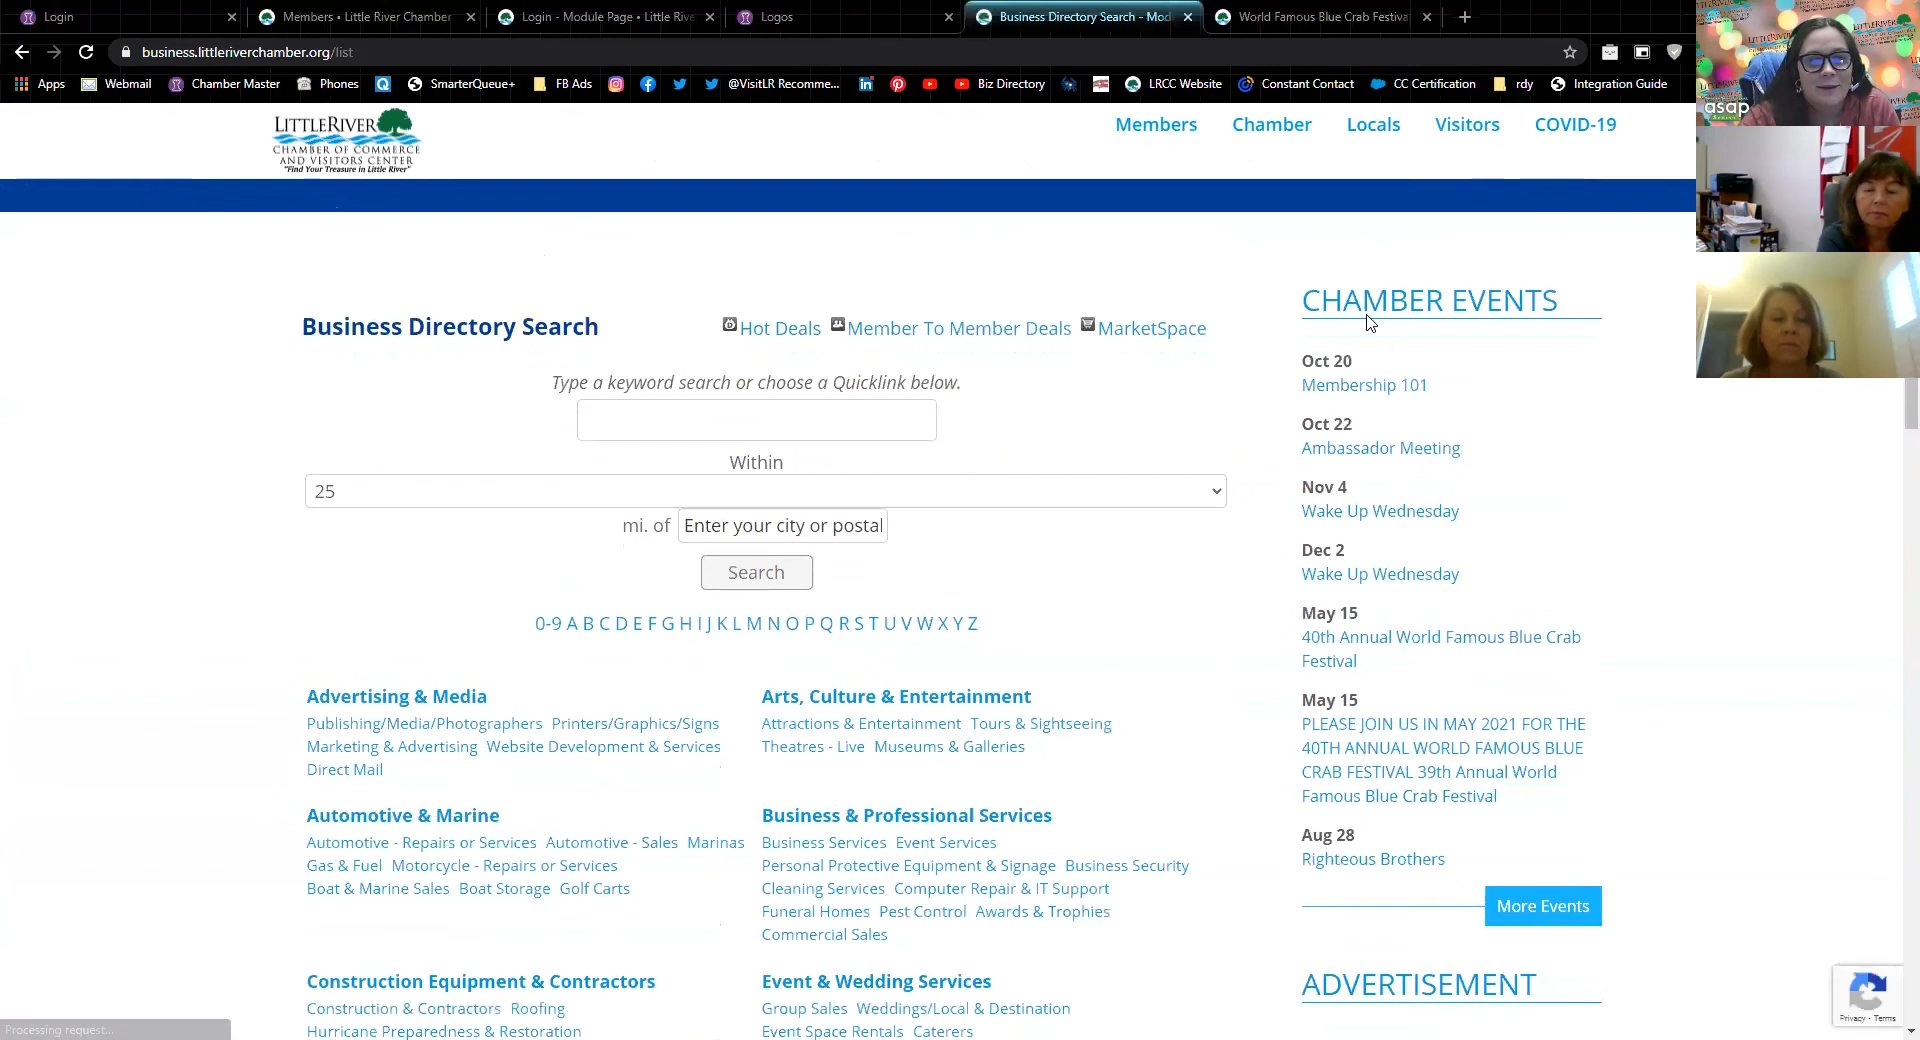 Login
Members • Little River Chamber
Login - Module Page • Little Rive
Logos
Business Directory Search - Mod
World Famous Blue Crab Festiva
business.littleriverchamber.org/list
Apps
Webmail
Chamber Master
Phones
SmarterQueue+
FB Ads
@VisitLR Recomme...
Biz Directory
LRCC Website
Constant Contact
CC Certification
rdy
Integration Guide
asap
LITTLE RIVER
CHAMBER OF COMMERCE
AND VISITORS CENTER
"Find Your Treasure in Little River"
Members
Chamber
Locals
Visitors
COVID-19
Business Directory Search
Hot Deals
Member To Member Deals
MarketSpace
Type a keyword search or choose a Quicklink below.
Within
25
mi. of
Enter your city or postal
Search
0-9 A B C D E F G H I J K L M N O P Q R S T U V W X Y Z
Advertising & Media
Publishing/Media/Photographers Printers/Graphics/Signs
Marketing & Advertising Website Development & Services
Direct Mail
Arts, Culture & Entertainment
Attractions & Entertainment Tours & Sightseeing
Theatres - Live Museums & Galleries
Automotive & Marine
Automotive - Repairs or Services Automotive - Sales Marinas
Gas & Fuel Motorcycle - Repairs or Services
Boat & Marine Sales Boat Storage Golf Carts
Business & Professional Services
Business Services Event Services
Personal Protective Equipment & Signage Business Security
Cleaning Services Computer Repair & IT Support
Funeral Homes Pest Control Awards & Trophies
Commercial Sales
Construction Equipment & Contractors
Construction & Contractors Roofing
Hurricane Preparedness & Restoration
Event & Wedding Services
Group Sales Weddings/Local & Destination
Event Space Rentals Caterers
CHAMBER EVENTS
Oct 20
Membership 101
Oct 22
Ambassador Meeting
Nov 4
Wake Up Wednesday
Dec 2
Wake Up Wednesday
May 15
40th Annual World Famous Blue Crab
Festival
May 15
PLEASE JOIN US IN MAY 2021 FOR THE
40TH ANNUAL WORLD FAMOUS BLUE
CRAB FESTIVAL 39th Annual World
Famous Blue Crab Festival
Aug 28
Righteous Brothers
More Events
ADVERTISEMENT
Privacy - Terms
Processing request...